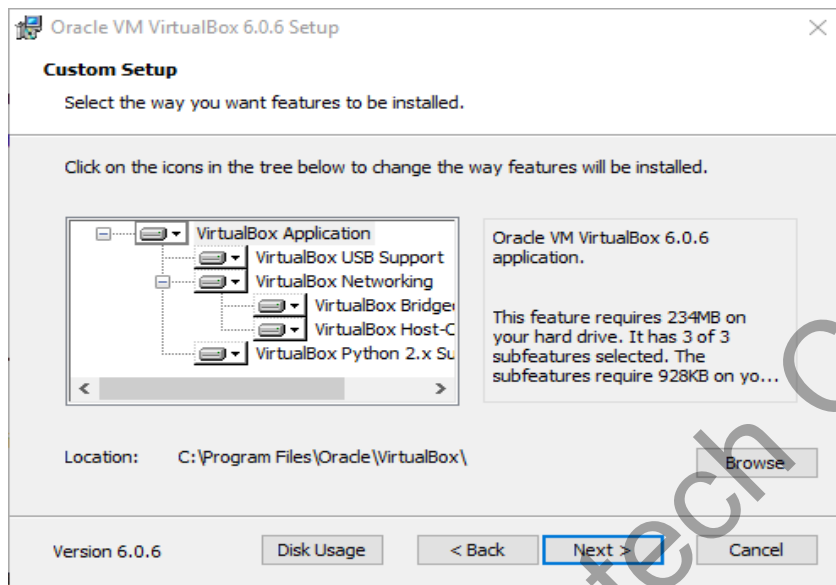 Oracle VM VirtualBox 6.0.6 Setup
Custom Setup
Select the way you want features to be installed.
Click on the icons in the tree below to change the way features will be installed.
VirtualBox Application
VirtualBox USB Support
VirtualBox Networking
VirtualBox Bridge
VirtualBox Host-
VirtualBox Python 2.x Su
Oracle VM VirtualBox 6.0.6
application.
This feature requires 234MB on
your hard drive. It has 3 of 3
subfeatures selected. The
subfeatures require 928KB on yo...
Location: C:\Program Files\Oracle\VirtualBox\
Browse
Version 6.0.6
Disk Usage
< Back
Next >
Cancel
tech C